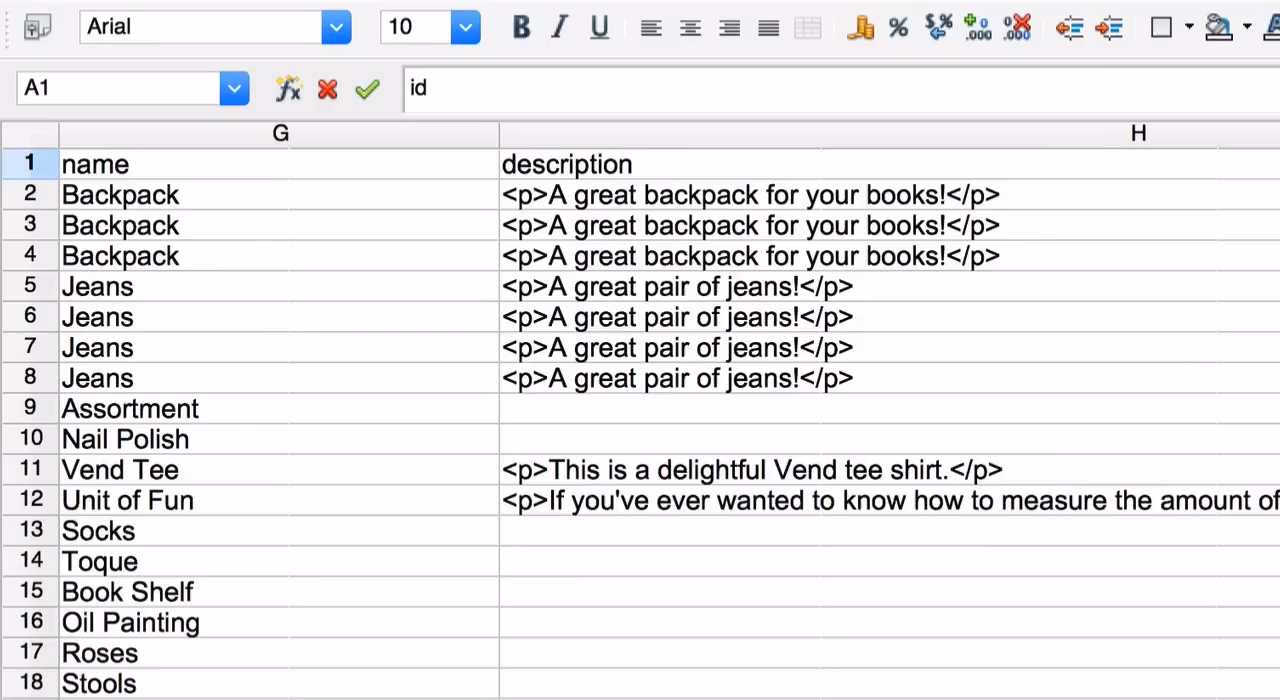 Arial 10 B I U % $,% .000 .000
A1 fx id
G H
1 name description
2 Backpack <p>A great backpack for your books!</p>
3 Backpack <p>A great backpack for your books!</p>
4 Backpack <p>A great backpack for your books!</p>
5 Jeans <p>A great pair of jeans!</p>
6 Jeans <p>A great pair of jeans!</p>
7 Jeans <p>A great pair of jeans!</p>
8 Jeans <p>A great pair of jeans!</p>
9 Assortment
10 Nail Polish
11 Vend Tee <p>This is a delightful Vend tee shirt.</p>
12 Unit of Fun <p>If you've ever wanted to know how to measure the amount of
13 Socks
14 Toque
15 Book Shelf
16 Oil Painting
17 Roses
18 Stools